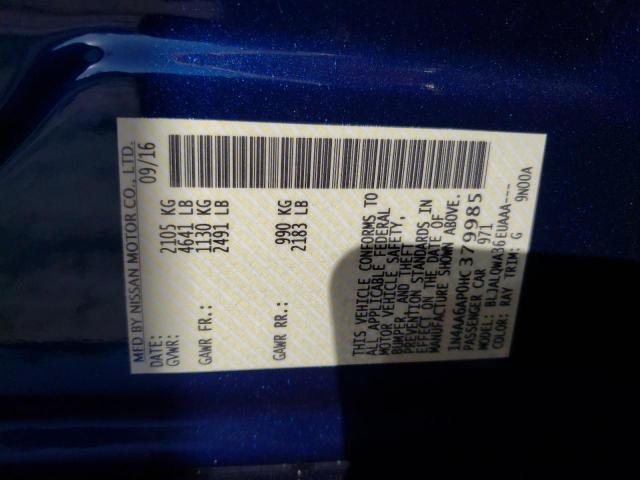 MFD BY NISSAN MOTOR CO., LTD.
DATE: 09/16
GVWR: 2105 KG
4641 LB
GAWR FR.: 1130 KG
2491 LB
GAWR RR.: 990 KG
2183 LB
THIS VEHICLE CONFORMS TO
ALL APPLICABLE FEDERAL
MOTOR VEHICLE SAFETY,
BUMPER, AND THEFT
PREVENTION STANDARDS IN
EFFECT ON THE DATE OF
MANUFACTURE SHOWN ABOVE.
1N4AA6AP0HC379985
PASSENGER CAR 971
MODEL: BLJALQWA36EUAAA---
COLOR: RAY TRIM: G 9N00A